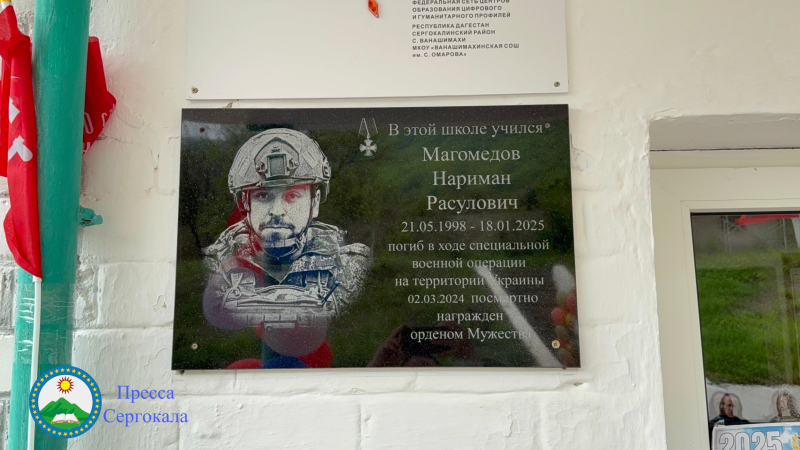 ФЕДЕРАЛЬНАЯ СЕТЬ ЦЕНТРОВ
ОБРАЗОВАНИЯ ЦИФРОВОГО
И ГУМАНИТАРНОГО ПРОФИЛЕЙ
РЕСПУБЛИКА ДАГЕСТАН
СЕРГОКАЛИНСКИЙ РАЙОН
С. ВАНАШИМАХИ
МКОУ «ВАНАШИМАХИНСКАЯ СОШ
им. С. ОМАРОВА»
В этой школе учился
Магомедов
Нариман
Расулович
21.05.1998 - 18.01.2025
погиб в ходе специальной
военной операции
на территории Украины
02.03.2024 посмертно
награжден
орденом Мужества
Пресса
Сергокала
2025